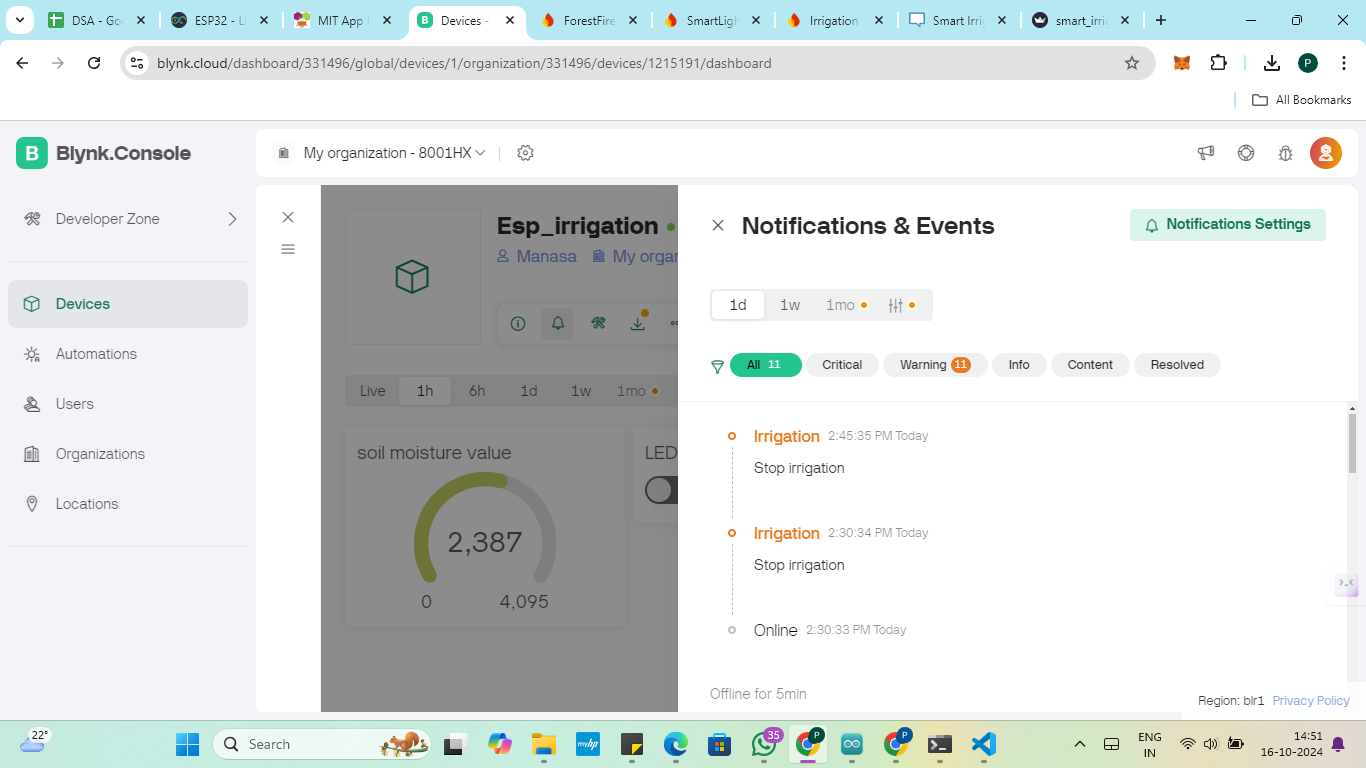 DSA - Go
ESP32 - Li
MIT App
Devices -
ForestFire
SmartLigh
Irrigation
Smart Irri
smart_irri
blynk.cloud/dashboard/331496/global/devices/1/organization/331496/devices/1215191/dashboard
P
All Bookmarks
B Blynk.Console
My organization - 8001HX
Developer Zone
Devices
Automations
Users
Organizations
Locations
Esp_irrigation
Manasa My organ
Live 1h 6h 1d 1w 1mo
soil moisture value
2,387
0 4,095
LED
Notifications & Events
Notifications Settings
1d 1w 1mo
All 11 Critical Warning 11 Info Content Resolved
Irrigation 2:45:35 PM Today
Stop irrigation
Irrigation 2:30:34 PM Today
Stop irrigation
Online 2:30:33 PM Today
Offline for 5min
Region: blr1 Privacy Policy
22°
Search
myhp
35
P
P
ENG
IN
14:51
16-10-2024